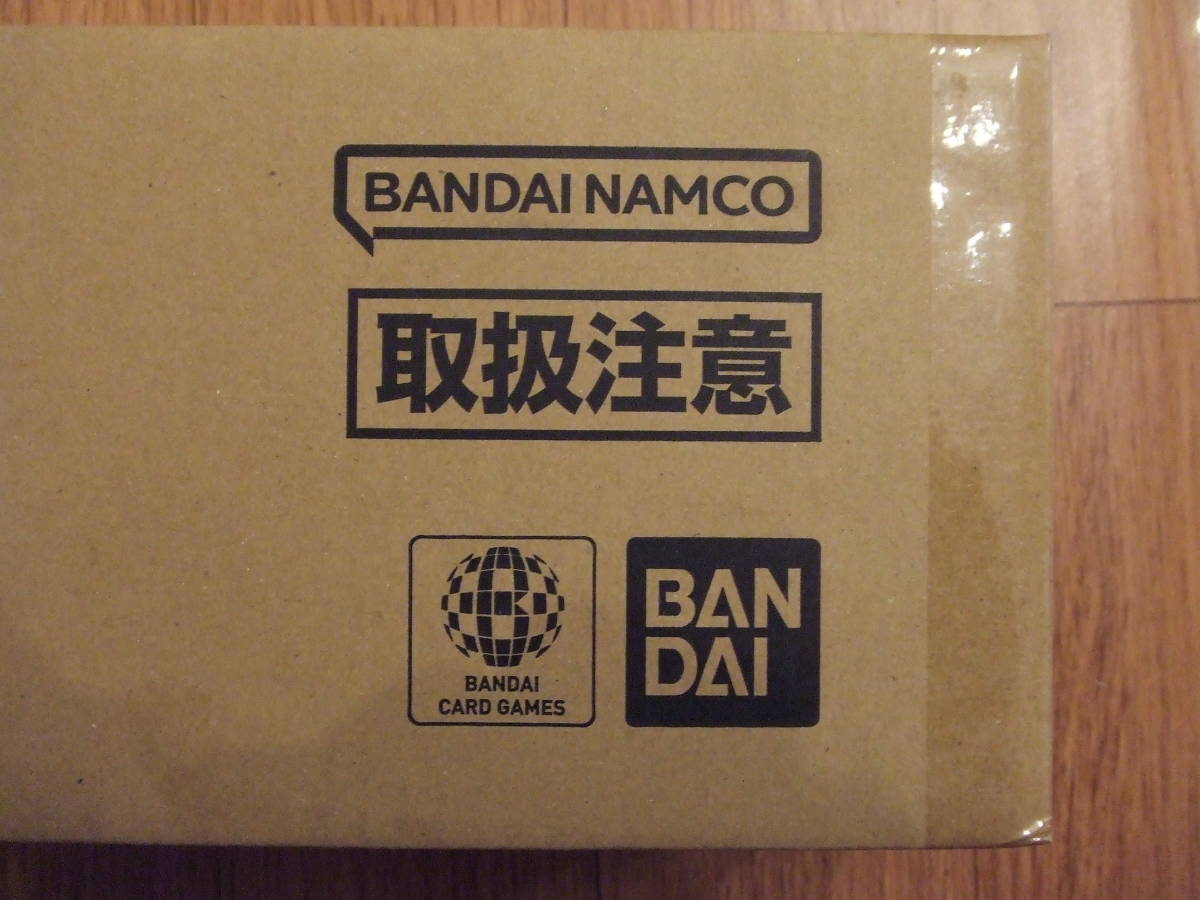 BANDAI NAMCO
取扱注意
BANDAI
CARD GAMES
BAN
DAI